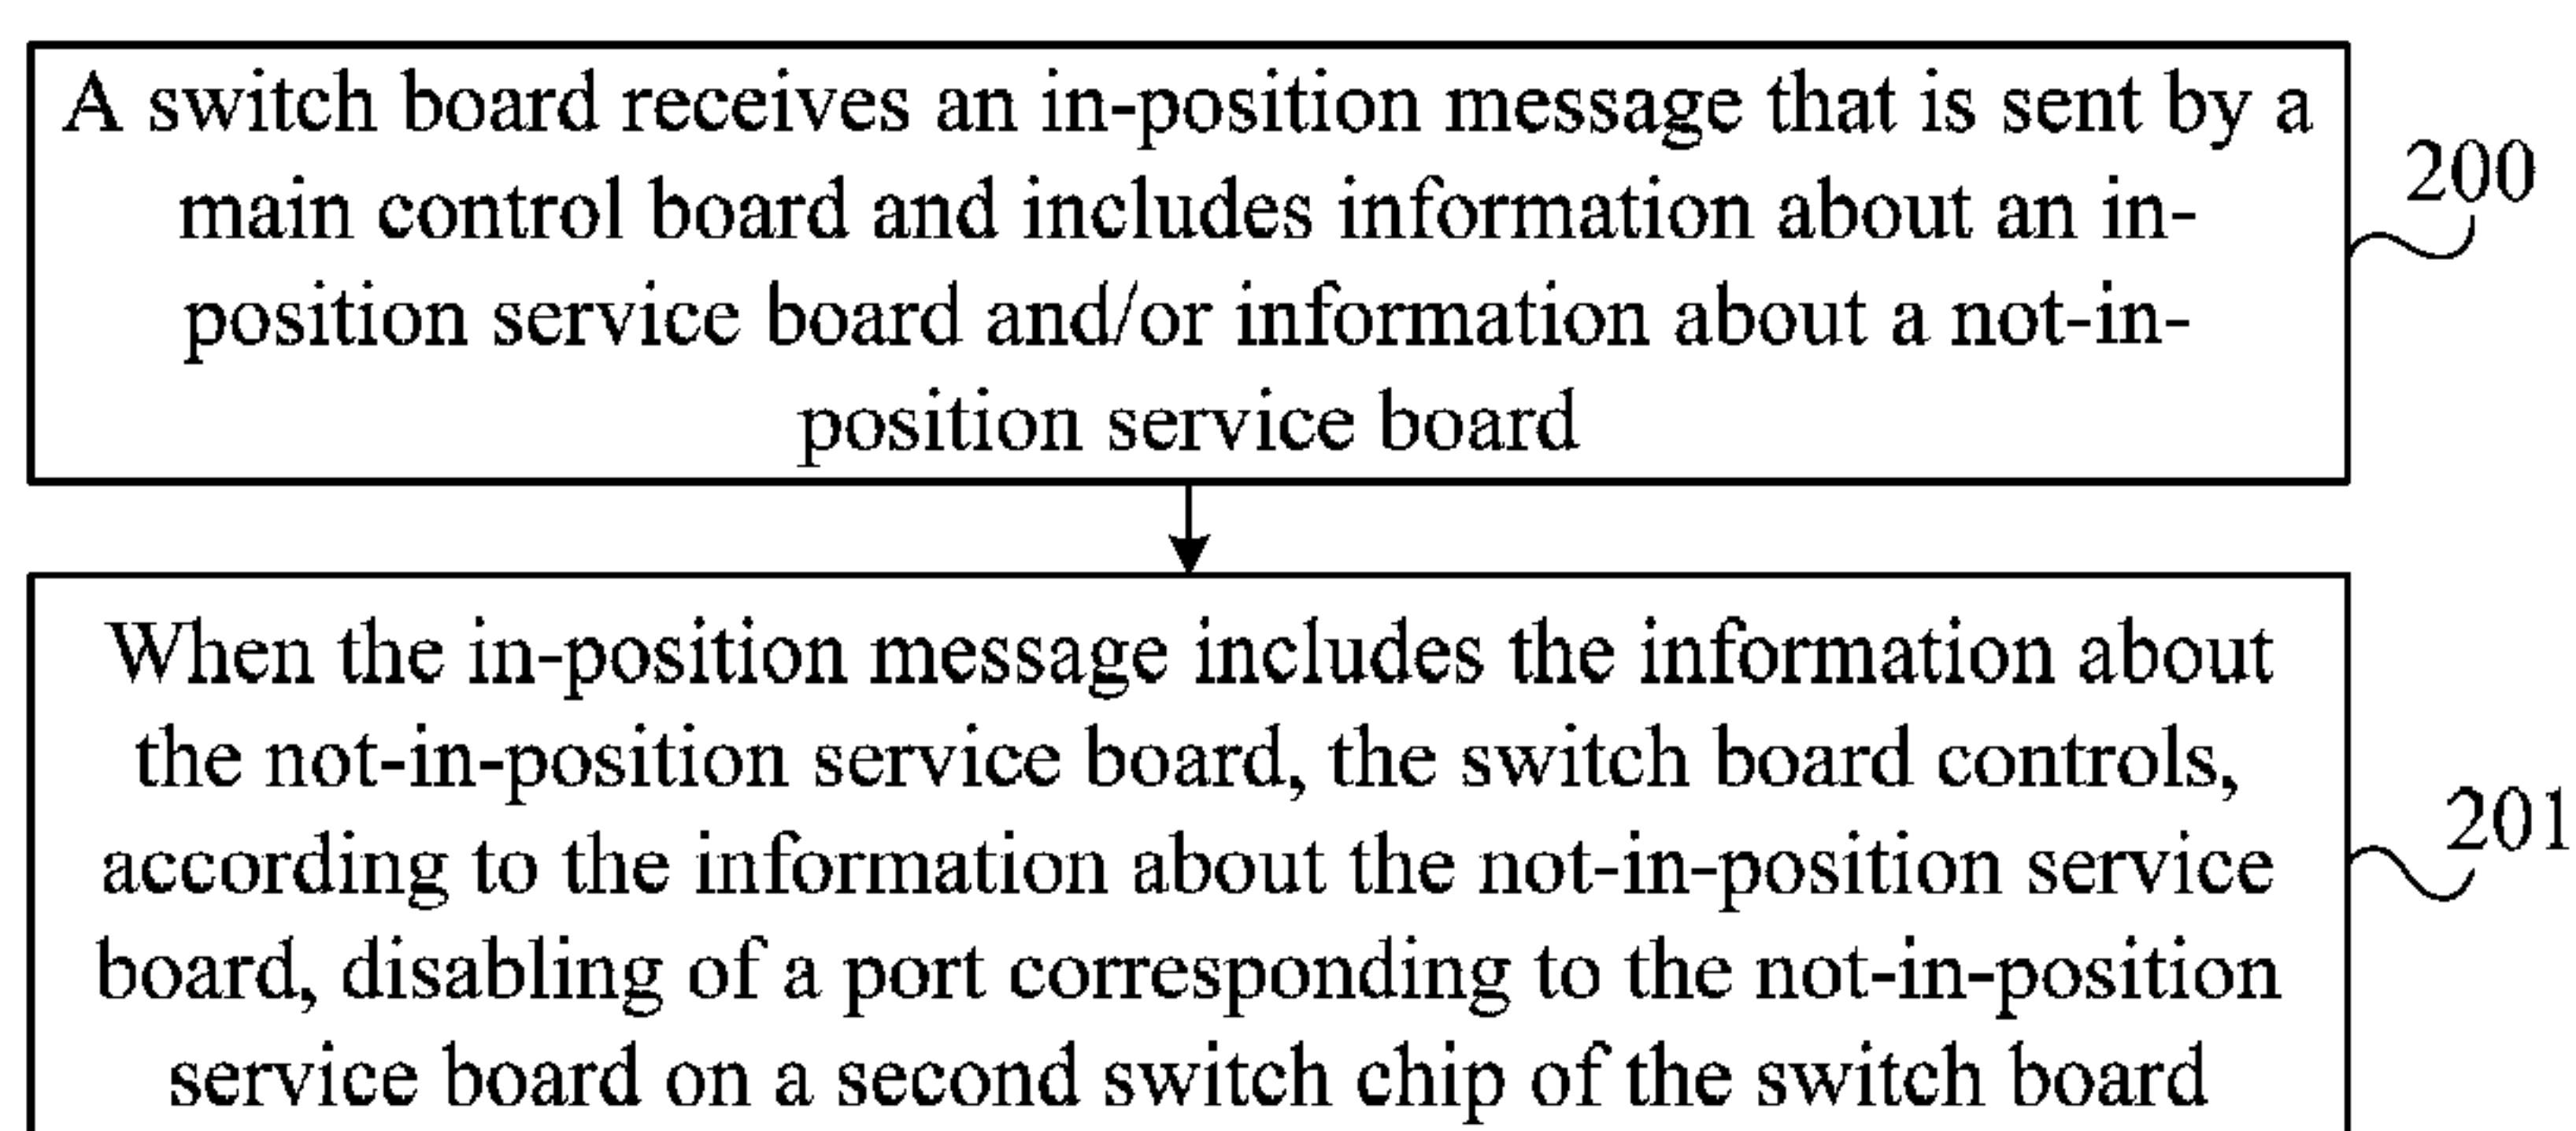 A switch board receives an in-position message that is sent by a
main control board and includes information about an in-
position service board and/or information about a not-in-
position service board
200
When the in-position message includes the information about
the not-in-position service board, the switch board controls,
according to the information about the not-in-position service
board, disabling of a port corresponding to the not-in-position
service board on a second switch chip of the switch board
201